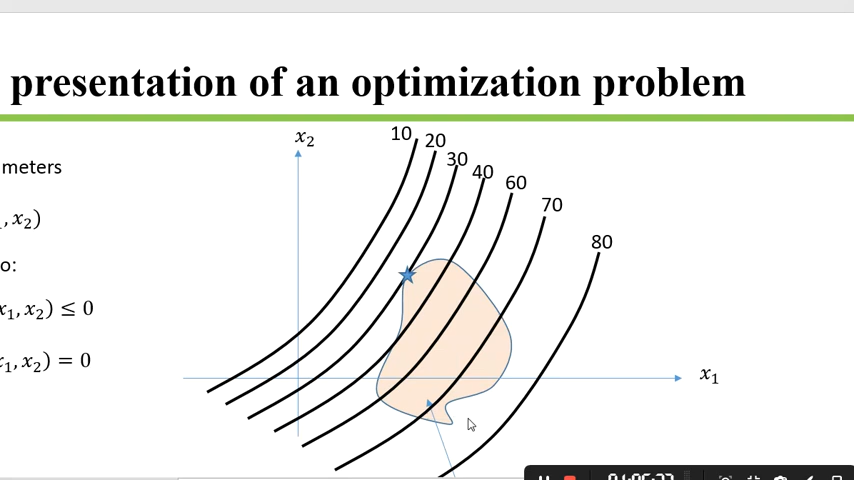 presentation of an optimization problem
meters
, x₂)
o:
x₁, x₂) ≤ 0
x₁, x₂) = 0
x₂
10
20
30
40
60
70
80
x₁